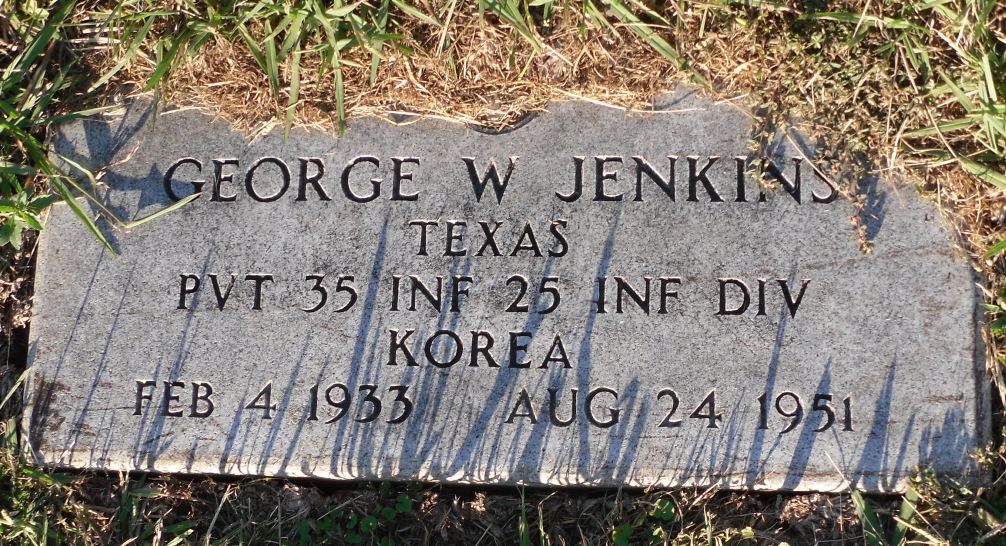 GEORGE W JENKINS
TEXAS
PVT 35 INF 25 INF DIV
KOREA
FEB 4 1933 AUG 24 1951